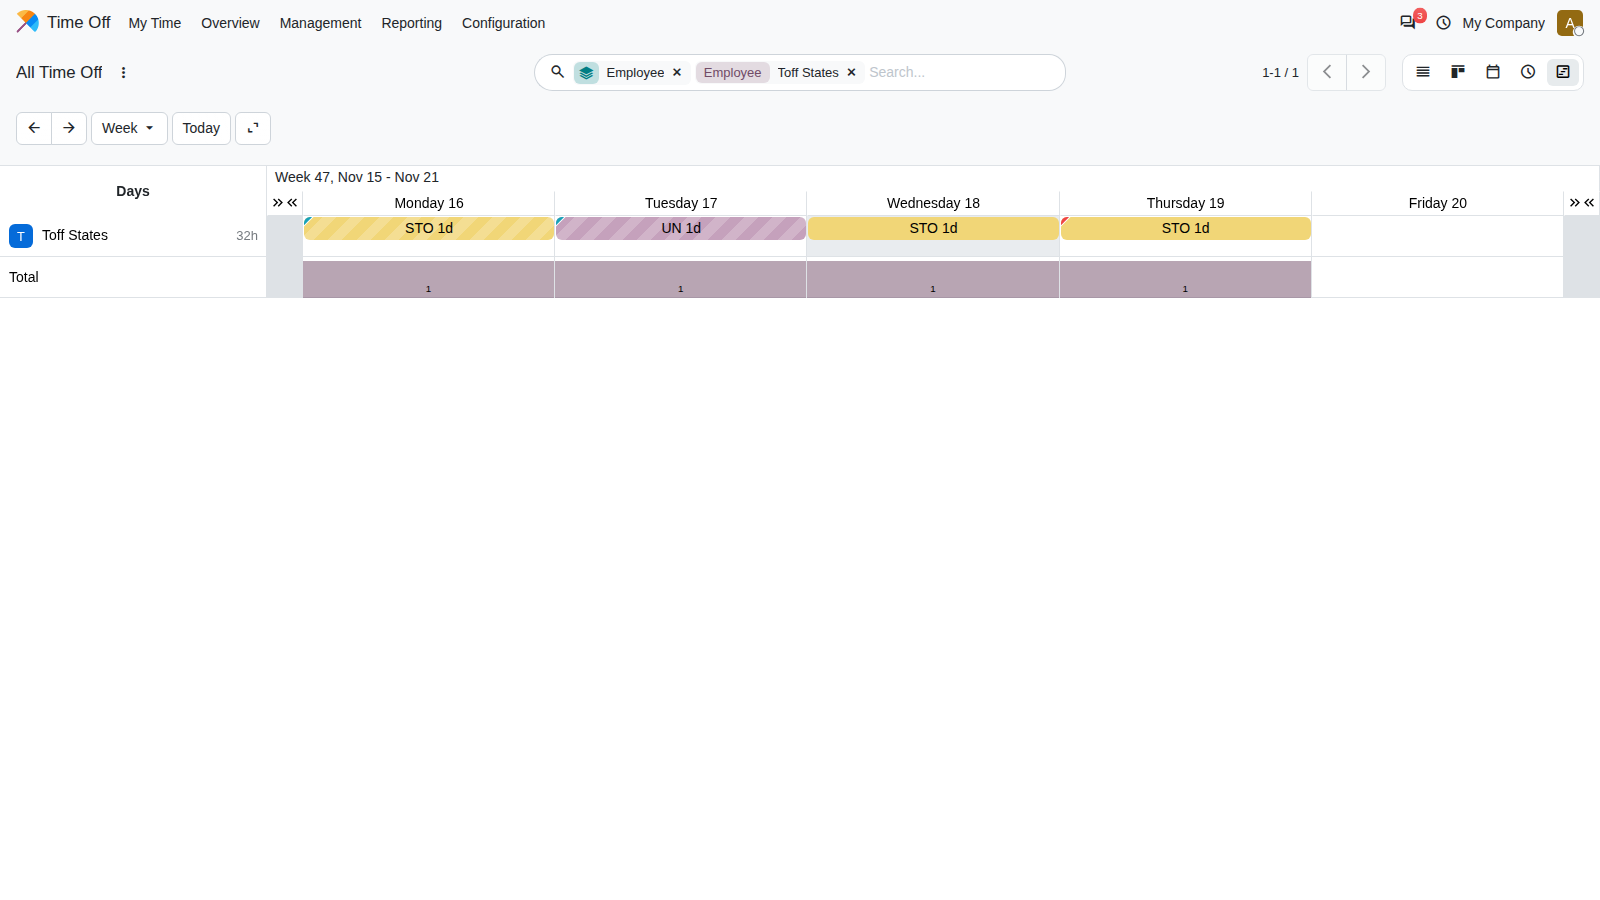 Time Off My Time Overview Management Reporting Configuration 3 My Company A
All Time Off Employee × Employee Toff States × Search... 1-1 / 1
Week Today
Week 47, Nov 15 - Nov 21
Days
Monday 16 Tuesday 17 Wednesday 18 Thursday 19 Friday 20
T Toff States 32h STO 1d UN 1d STO 1d STO 1d
Total 1 1 1 1